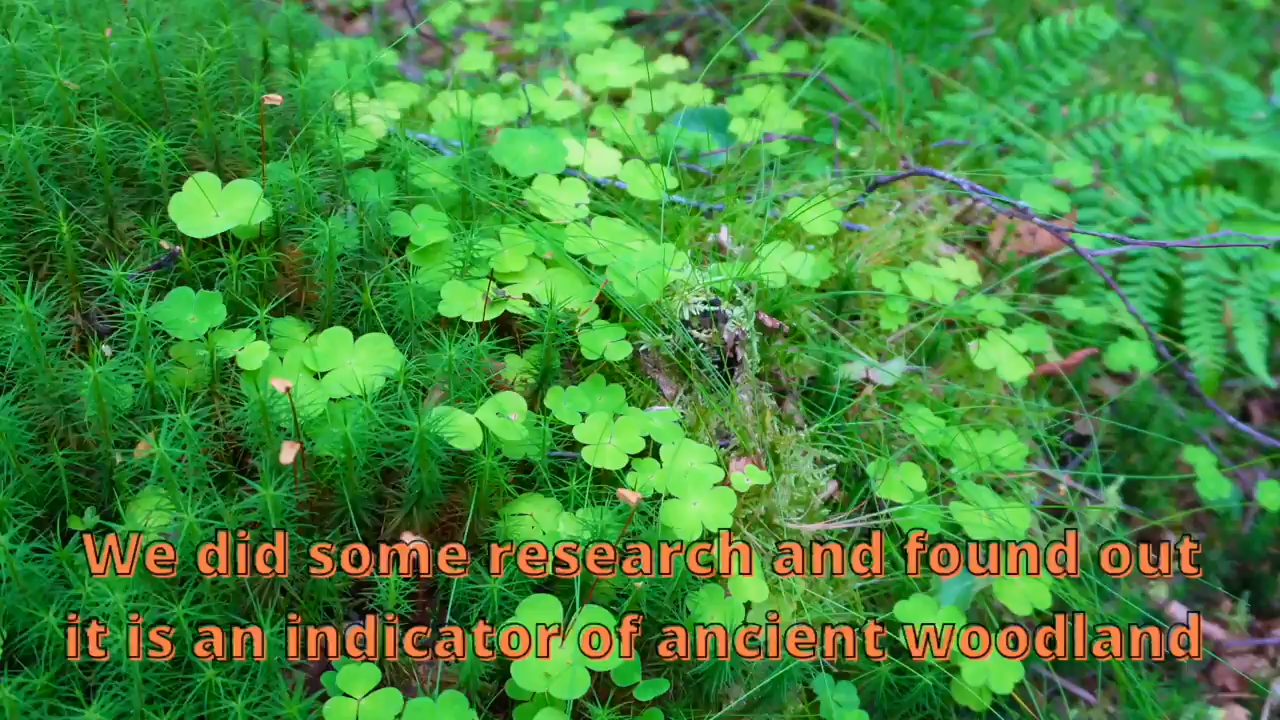 We did some research and found out
it is an indicator of ancient woodland